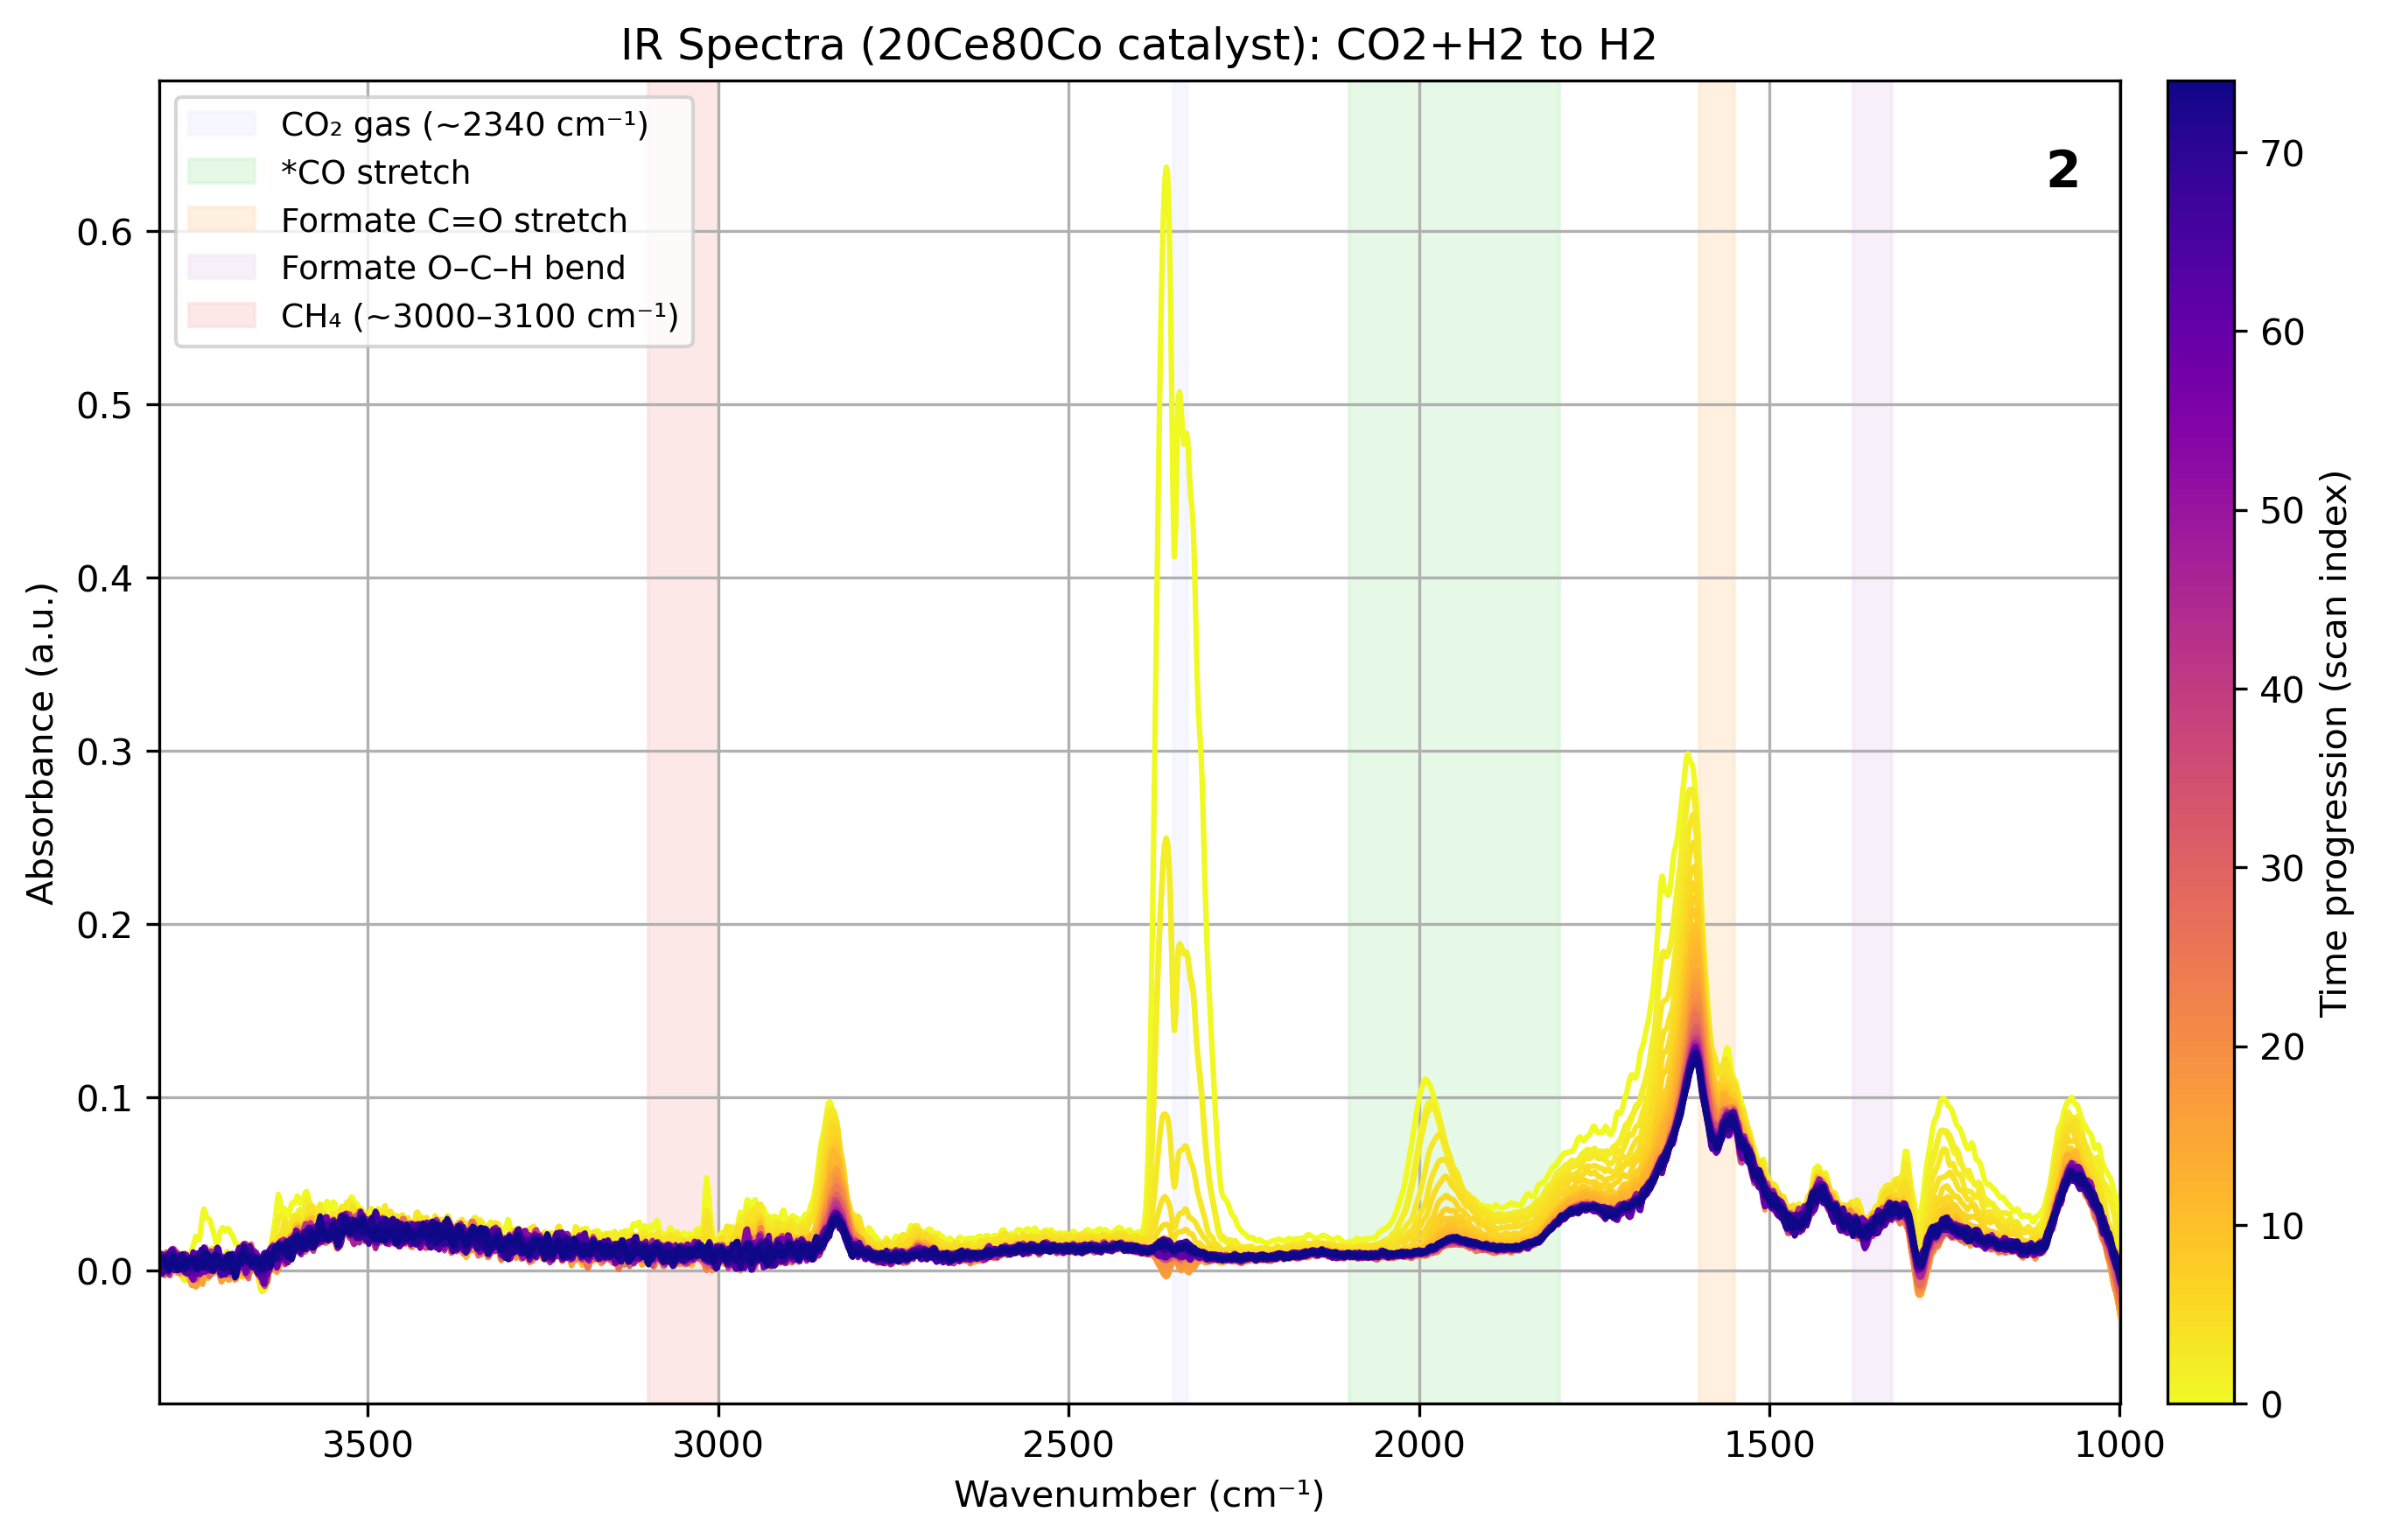 IR Spectra (20Ce80Co catalyst): CO2+H2 to H2
CO₂ gas (~2340 cm⁻¹)
*CO stretch
Formate C=O stretch
Formate O–C–H bend
CH₄ (~3000–3100 cm⁻¹)
2
Absorbance (a.u.)
0.6
0.5
0.4
0.3
0.2
0.1
0.0
3500 3000 2500 2000 1500 1000
Wavenumber (cm⁻¹)
70
60
50
40
30
20
10
0
Time progression (scan index)